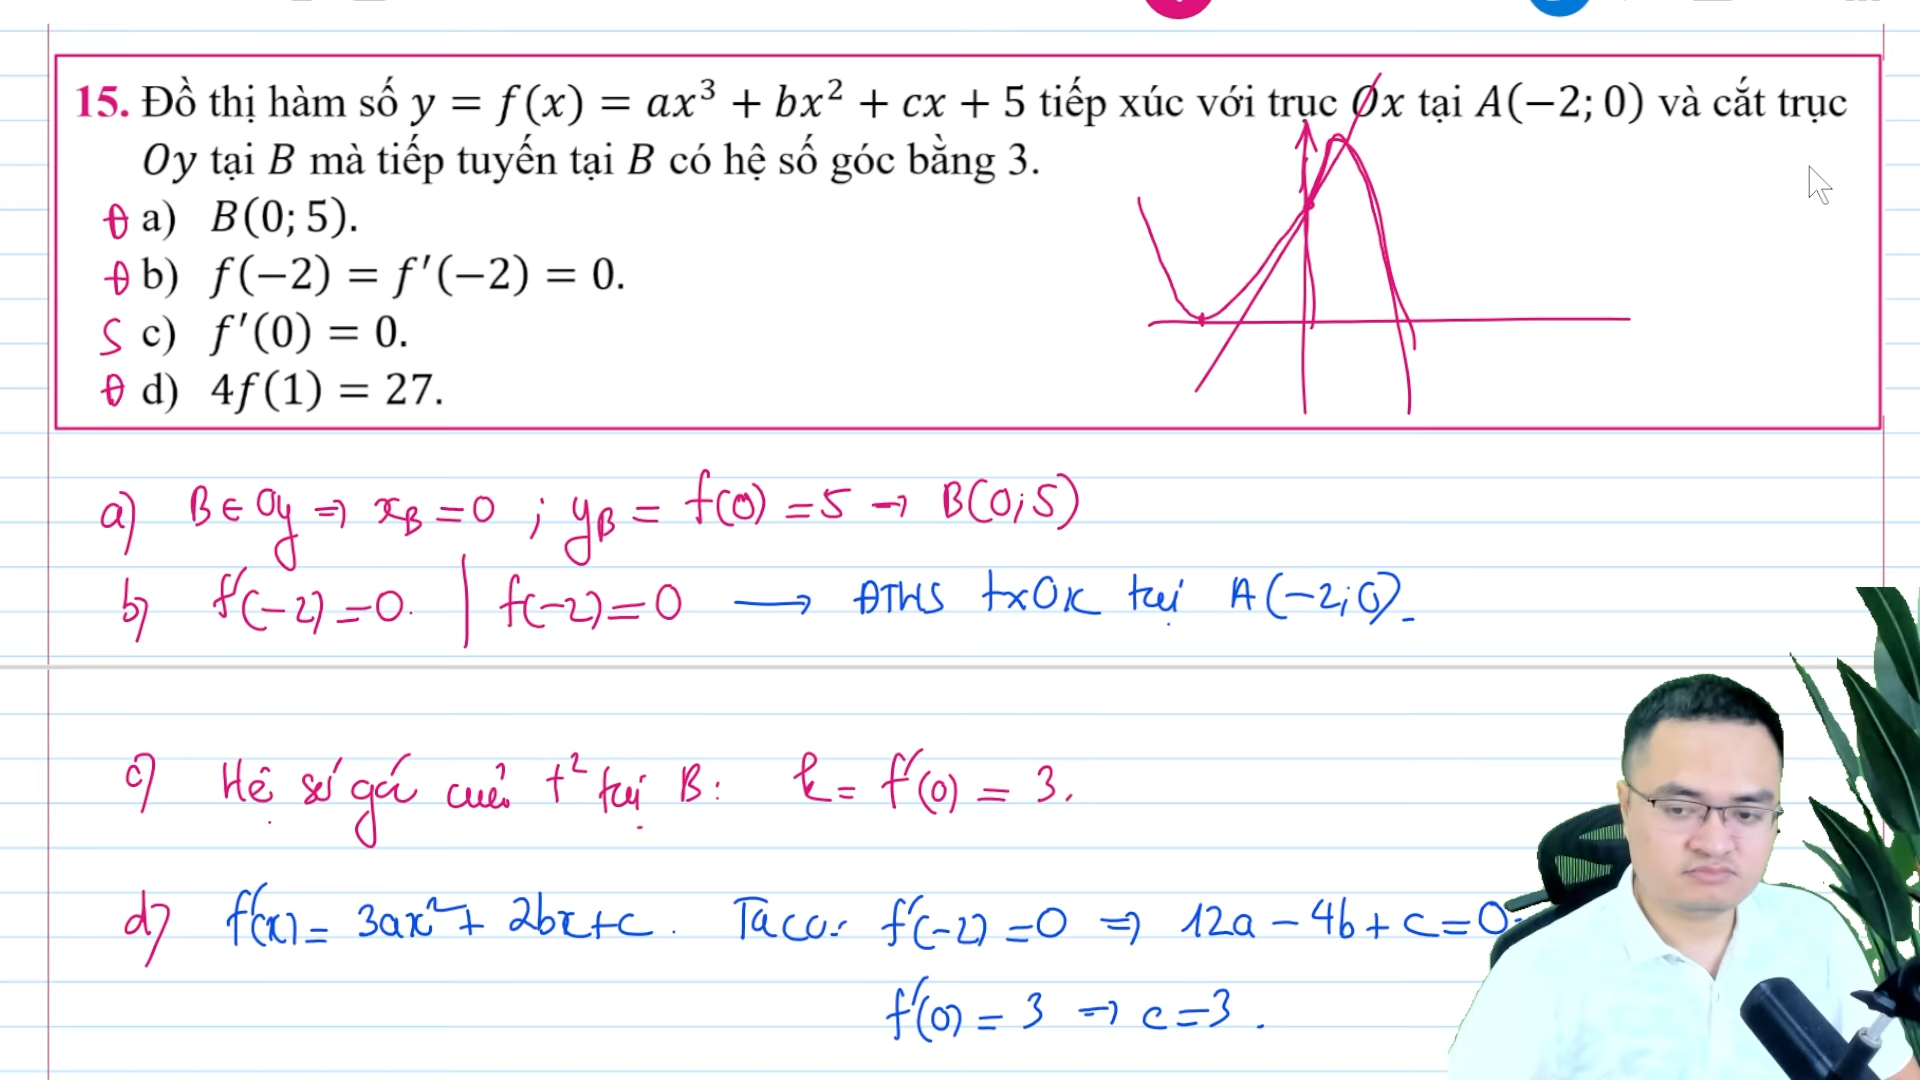 15. Đồ thị hàm số y = f(x) = ax³ + bx² + cx + 5 tiếp xúc với trục Ox tại A(−2; 0) và cắt trục
Oy tại B mà tiếp tuyến tại B có hệ số góc bằng 3.
Đ a) B(0; 5).
Đ b) f(−2) = f′(−2) = 0.
S c) f′(0) = 0.
Đ d) 4f(1) = 27.
a) B ∈ Oy ⇒ x_B = 0 ; y_B = f(0) = 5 → B(0; 5)
b) f′(−2) = 0. | f(−2) = 0 ⟶ ĐTHS tx Ox tại A(−2; 0).
c) Hệ số góc của t² tại B: k = f′(0) = 3.
d) f′(x) = 3ax² + 2bx + c. Ta có: f′(−2) = 0 ⇒ 12a − 4b + c = 0.
f′(0) = 3 ⇒ c = 3.